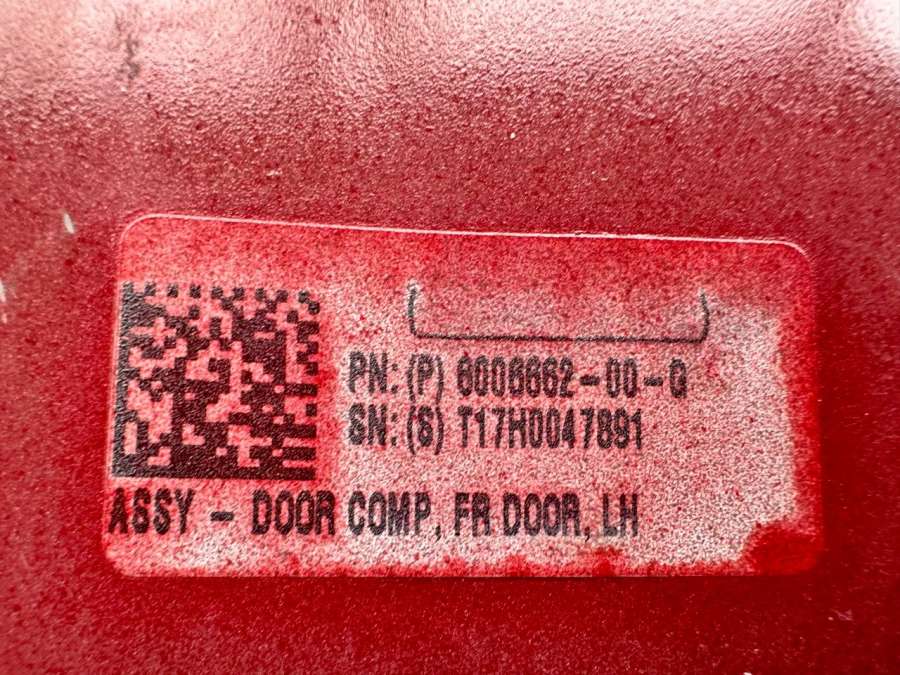 PN: (P) 6006662-00-G
SN: (S) T17H0047891
ASSY - DOOR COMP, FR DOOR, LH